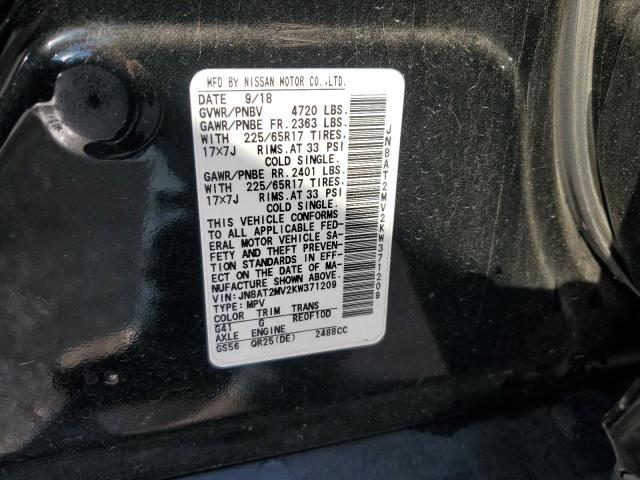 MFD BY NISSAN MOTOR CO.,LTD.
DATE 9/18
GVWR/PNBV 4720 LBS.
GAWR/PNBE FR.2363 LBS.
WITH 225/65R17 TIRES.
17X7J RIMS.AT 33 PSI
COLD SINGLE.
GAWR/PNBE RR.2401 LBS.
WITH 225/65R17 TIRES.
17X7J RIMS.AT 33 PSI
COLD SINGLE.
THIS VEHICLE CONFORMS
TO ALL APPLICABLE FED-
ERAL MOTOR VEHICLE SA-
FETY AND THEFT PREVEN-
TION STANDARDS IN EFF-
ECT ON THE DATE OF MA-
NUFACTURE SHOWN ABOVE.
VIN:JN8AT2MV2KW371209
TYPE:MPV
COLOR TRIM TRANS
G41 G RE0F10D
AXLE ENGINE
GS56 QR25(DE) 2488CC
JN8AT2MV2KW371209